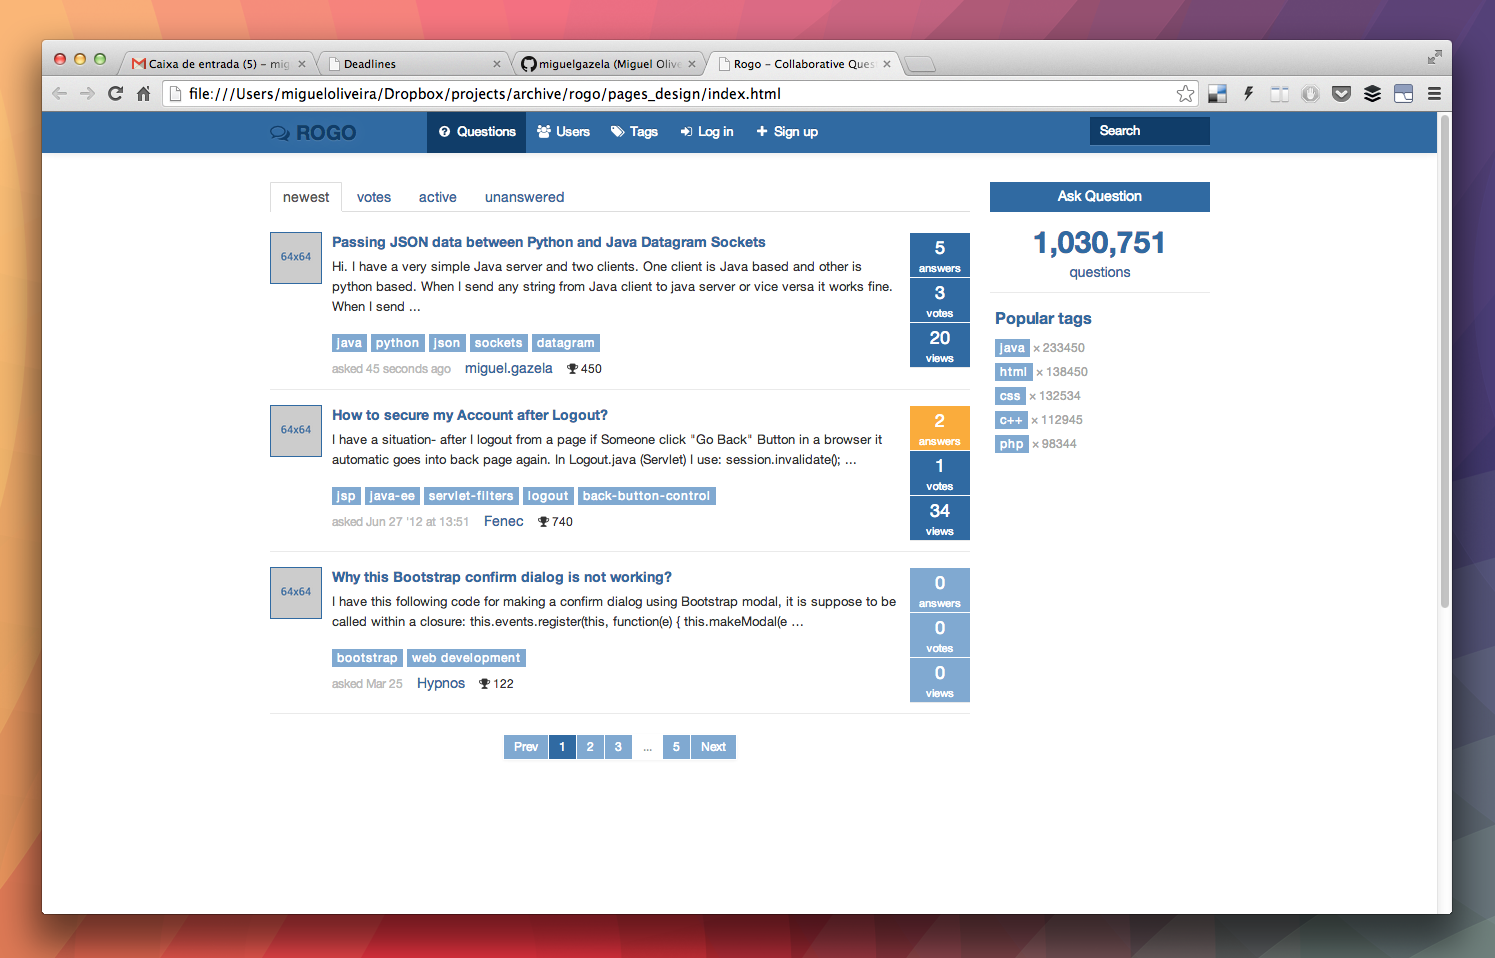 Caixa de entrada (5) – mig
Deadlines
miguelgazela (Miguel Olive
Rogo – Collaborative Ques
file:///Users/migueloliveira/Dropbox/projects/archive/rogo/pages_design/index.html
ROGO
Questions
Users
Tags
Log in
Sign up
Search
newest
votes
active
unanswered
64x64
Passing JSON data between Python and Java Datagram Sockets
Hi. I have a very simple Java server and two clients. One client is Java based and other is
python based. When I send any string from Java client to java server or vice versa it works fine.
When I send ...
java python json sockets datagram
asked 45 seconds ago miguel.gazela 450
5
answers
3
votes
20
views
64x64
How to secure my Account after Logout?
I have a situation- after I logout from a page if Someone click "Go Back" Button in a browser it
automatic goes into back page again. In Logout.java (Servlet) I use: session.invalidate(); ...
jsp java-ee servlet-filters logout back-button-control
asked Jun 27 '12 at 13:51 Fenec 740
2
answers
1
votes
34
views
64x64
Why this Bootstrap confirm dialog is not working?
I have this following code for making a confirm dialog using Bootstrap modal, it is suppose to be
called within a closure: this.events.register(this, function(e) { this.makeModal(e ...
bootstrap web development
asked Mar 25 Hypnos 122
0
answers
0
votes
0
views
Prev 1 2 3 ... 5 Next
Ask Question
1,030,751
questions
Popular tags
java × 233450
html × 138450
css × 132534
c++ × 112945
php × 98344